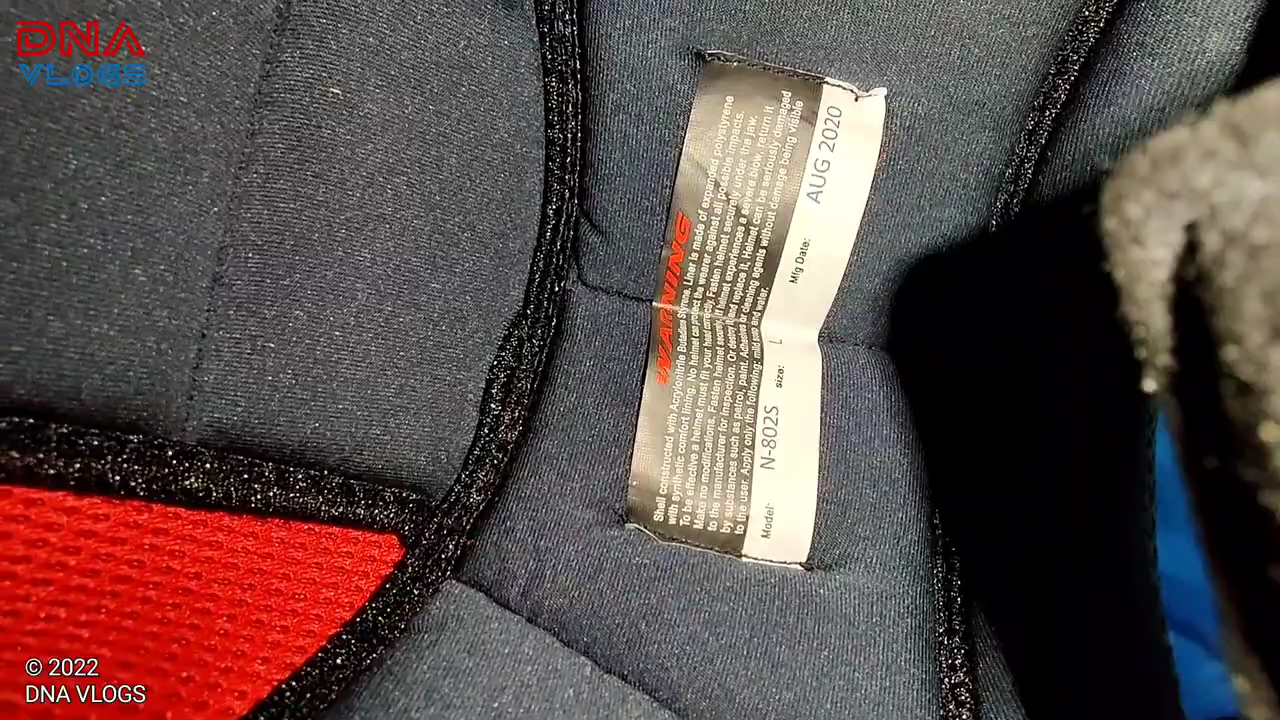 DNA
VLOGS
WARNING
Shell constructed with Acrylonitrile Butadien Styrene. Liner is made of expanded polystyrene
with synthetic comfort lining. No helmet can protect the wearer against all possible impacts.
To be effective a helmet must fit your head correctly. Fasten helmet securely under the jaw.
Make no modifications. Fasten helmet securely. If helmet experiences a severe blow, return it
to the manufacturer for inspection. Or destroy it and replace it. Helmet can be seriously damaged
by substances such as petrol, paint, Adhesives or cleaning agents without damage being visible
to the user. Apply only the following: mild soap and water.
Model: N-802S size: L Mfg Date: AUG 2020
© 2022
DNA VLOGS